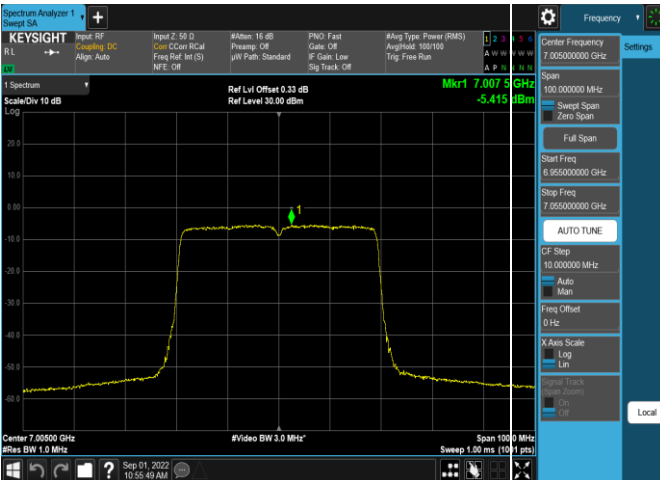 Spectrum Analyzer 1
Swept SA
+
Frequency
KEYSIGHT
RL
LW
Input: RF
Coupling: DC
Align: Auto
Input Z: 50 Ω
Corr CCorr RCal
Freq Ref: Int (S)
NFE: Off
#Atten: 16 dB
Preamp: Off
µW Path: Standard
PNO: Fast
Gate: Off
IF Gain: Low
Sig Track: Off
#Avg Type: Power (RMS)
Avg|Hold: 100/100
Trig: Free Run
1 2 3 4 5 6
A W W W W W
A P N N N N
1 Spectrum
Scale/Div 10 dB
Log
Ref Lvl Offset 0.33 dB
Ref Level 30.00 dBm
Mkr1 7.007 5 GHz
-5.415 dBm
20.0
10.0
0.00
-10.0
-20.0
-30.0
-40.0
-50.0
-60.0
1
Center 7.00500 GHz
#Res BW 1.0 MHz
#Video BW 3.0 MHz*
Span 100.0 MHz
Sweep 1.00 ms (1001 pts)
Sep 01, 2022
10:55:49 AM
Center Frequency
7.005000000 GHz
Settings
Span
100.000000 MHz
Swept Span
Zero Span
Full Span
Start Freq
6.955000000 GHz
Stop Freq
7.055000000 GHz
AUTO TUNE
CF Step
10.000000 MHz
Auto
Man
Freq Offset
0 Hz
X Axis Scale
Log
Lin
Signal Track
(Span Zoom)
On
Off
Local